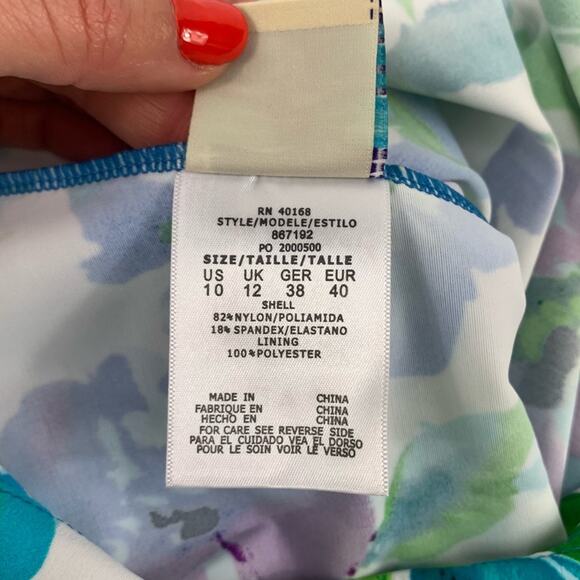 RN 40168
STYLE/MODELE/ESTILO
867192
PO 2000500
SIZE/TAILLE/TALLE
US UK GER EUR
10 12 38 40
SHELL
82%NYLON/POLIAMIDA
18%SPANDEX/ELASTANO
LINING
100%POLYESTER
MADE IN CHINA
FABRIQUE EN CHINA
HECHO EN CHINA
FOR CARE SEE REVERSE SIDE
PARA EL CUIDADO VEA EL DORSO
POUR LE SOIN VOIR LE VERSO